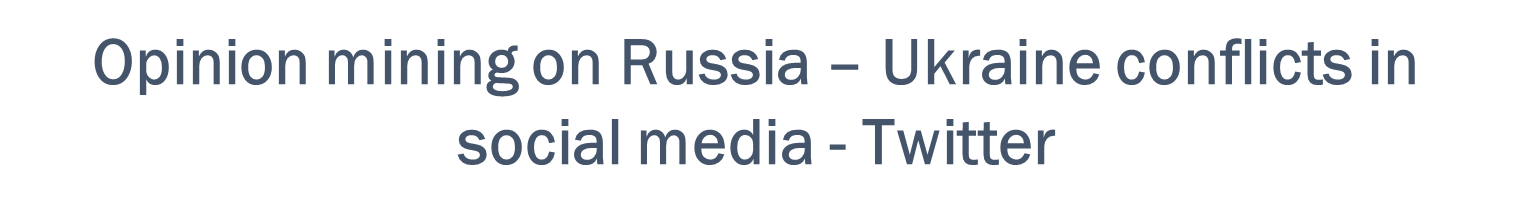 Opinion mining on Russia – Ukraine conflicts in
social media - Twitter